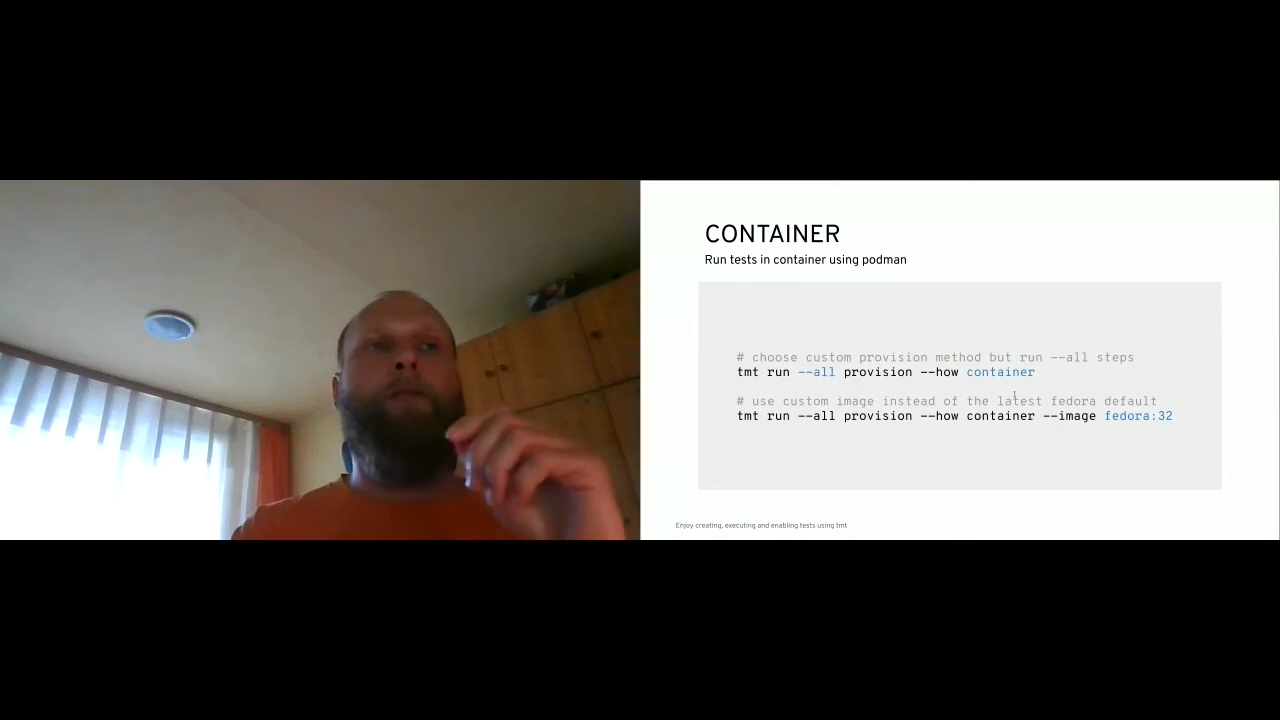 CONTAINER
Run tests in container using podman
# choose custom provision method but run --all steps
tmt run --all provision --how container
# use custom image instead of the latest fedora default
tmt run --all provision --how container --image fedora:32
Enjoy creating, executing and enabling tests using tmt